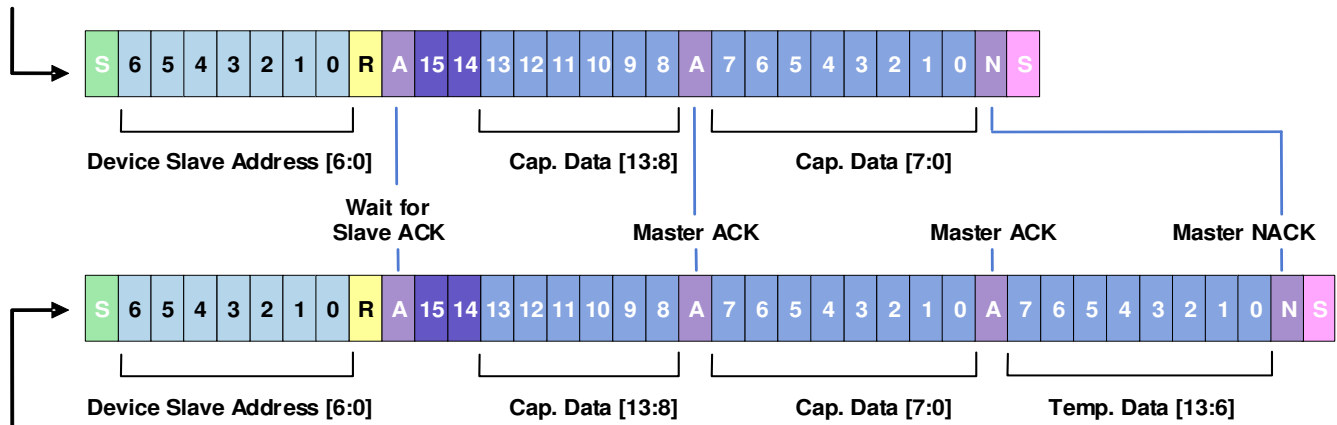 S 6 5 4 3 2 1 0 R A 15 14 13 12 11 10 9 8 A 7 6 5 4 3 2 1 0 N S
Device Slave Address [6:0] Cap. Data [13:8] Cap. Data [7:0]
Wait for
Slave ACK Master ACK Master ACK Master NACK
S 6 5 4 3 2 1 0 R A 15 14 13 12 11 10 9 8 A 7 6 5 4 3 2 1 0 A 7 6 5 4 3 2 1 0 N S
Device Slave Address [6:0] Cap. Data [13:8] Cap. Data [7:0] Temp. Data [13:6]